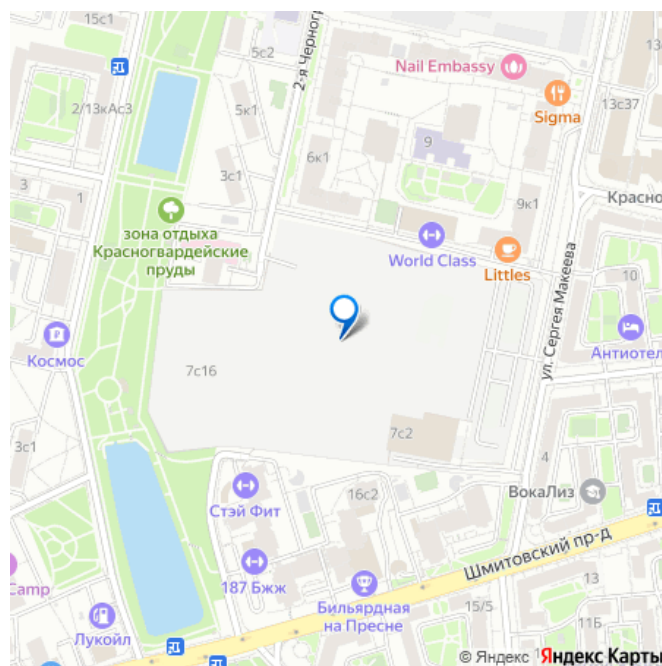 15с1
5с2
2-я Черногр
Nail Embassy
Sigma
13с37
2/13кАс3
5к1
6к1
9
3
1
3с1
9к1
Красно
зона отдыха
Красногвардейские
пруды
World Class
Littles
ул. Сергея Макеева
10
Космос
Антиотел
7с16
7с2
3с1
4
Стэй Фит
16с2
ВокаЛиз
Шмитовский пр-д
Camp
187 Бжж
Бильярдная
на Пресне
13
15/5
11Б
Лукойл
© Яндекс
Яндекс Карты